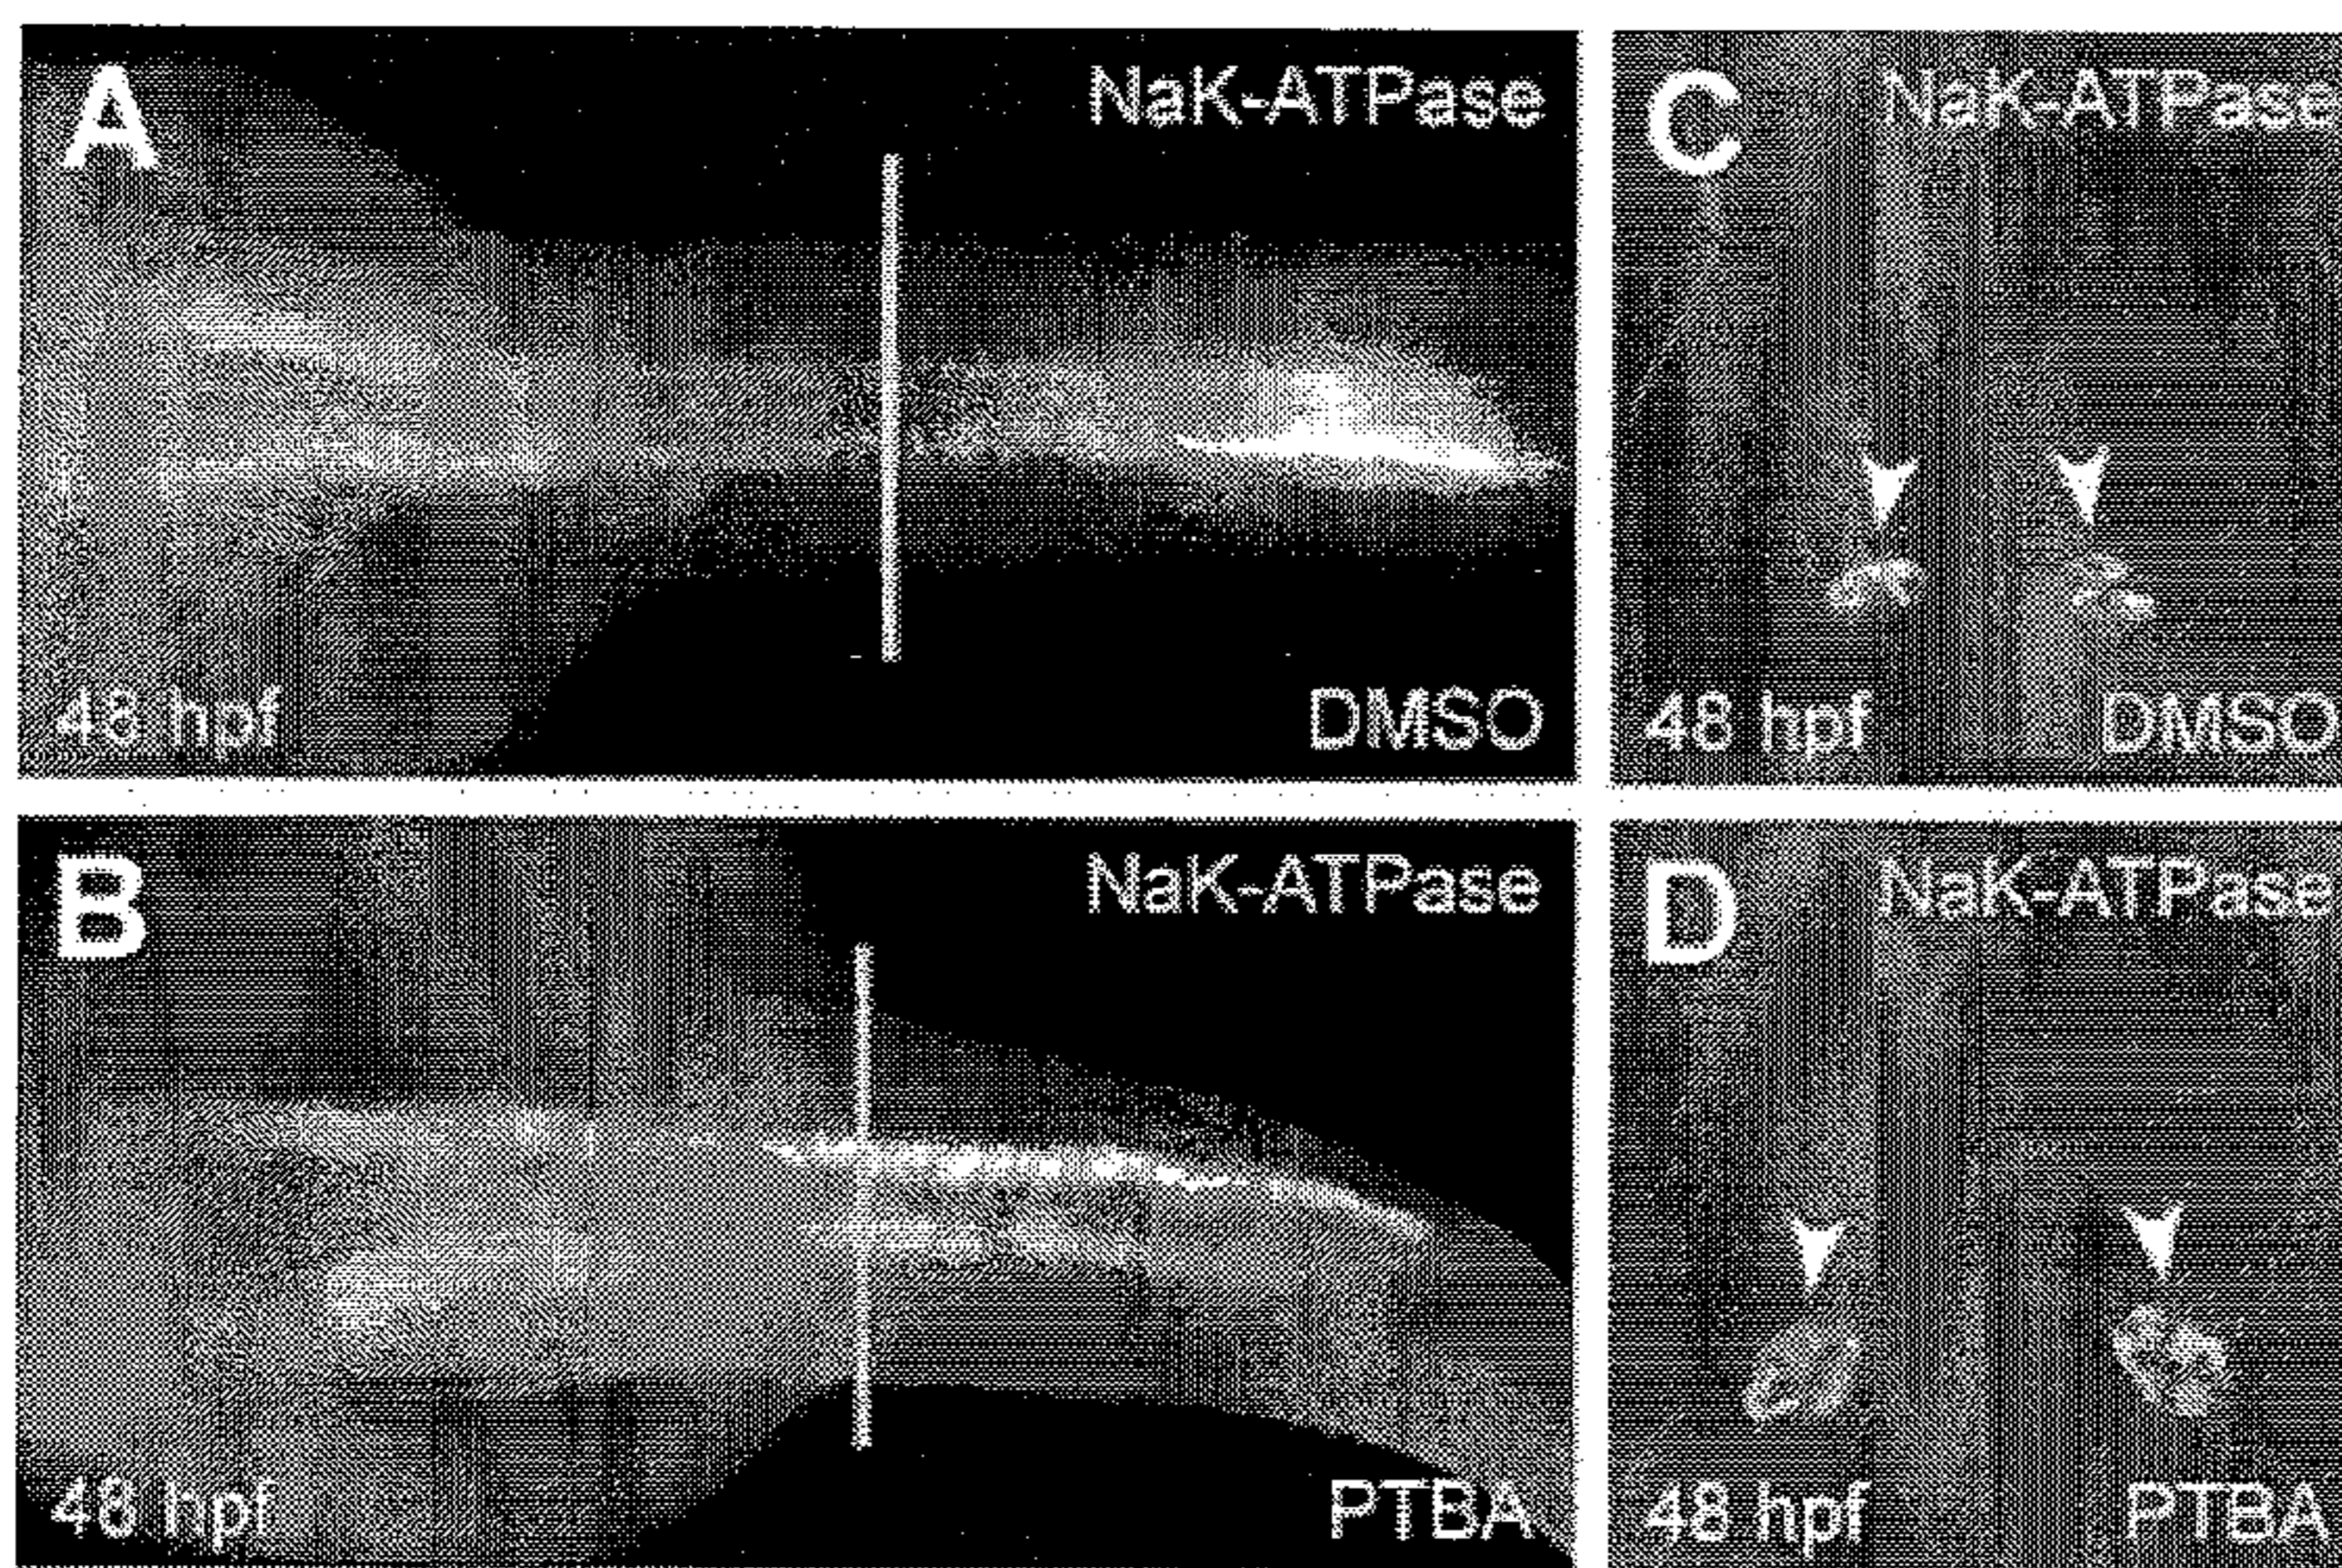 A
NaK-ATPase
48 hpf
DMSO
C
NaK-ATPase
48 hpf
DMSO
B
NaK-ATPase
48 hpf
PTBA
D
NaK-ATPase
48 hpf
PTBA